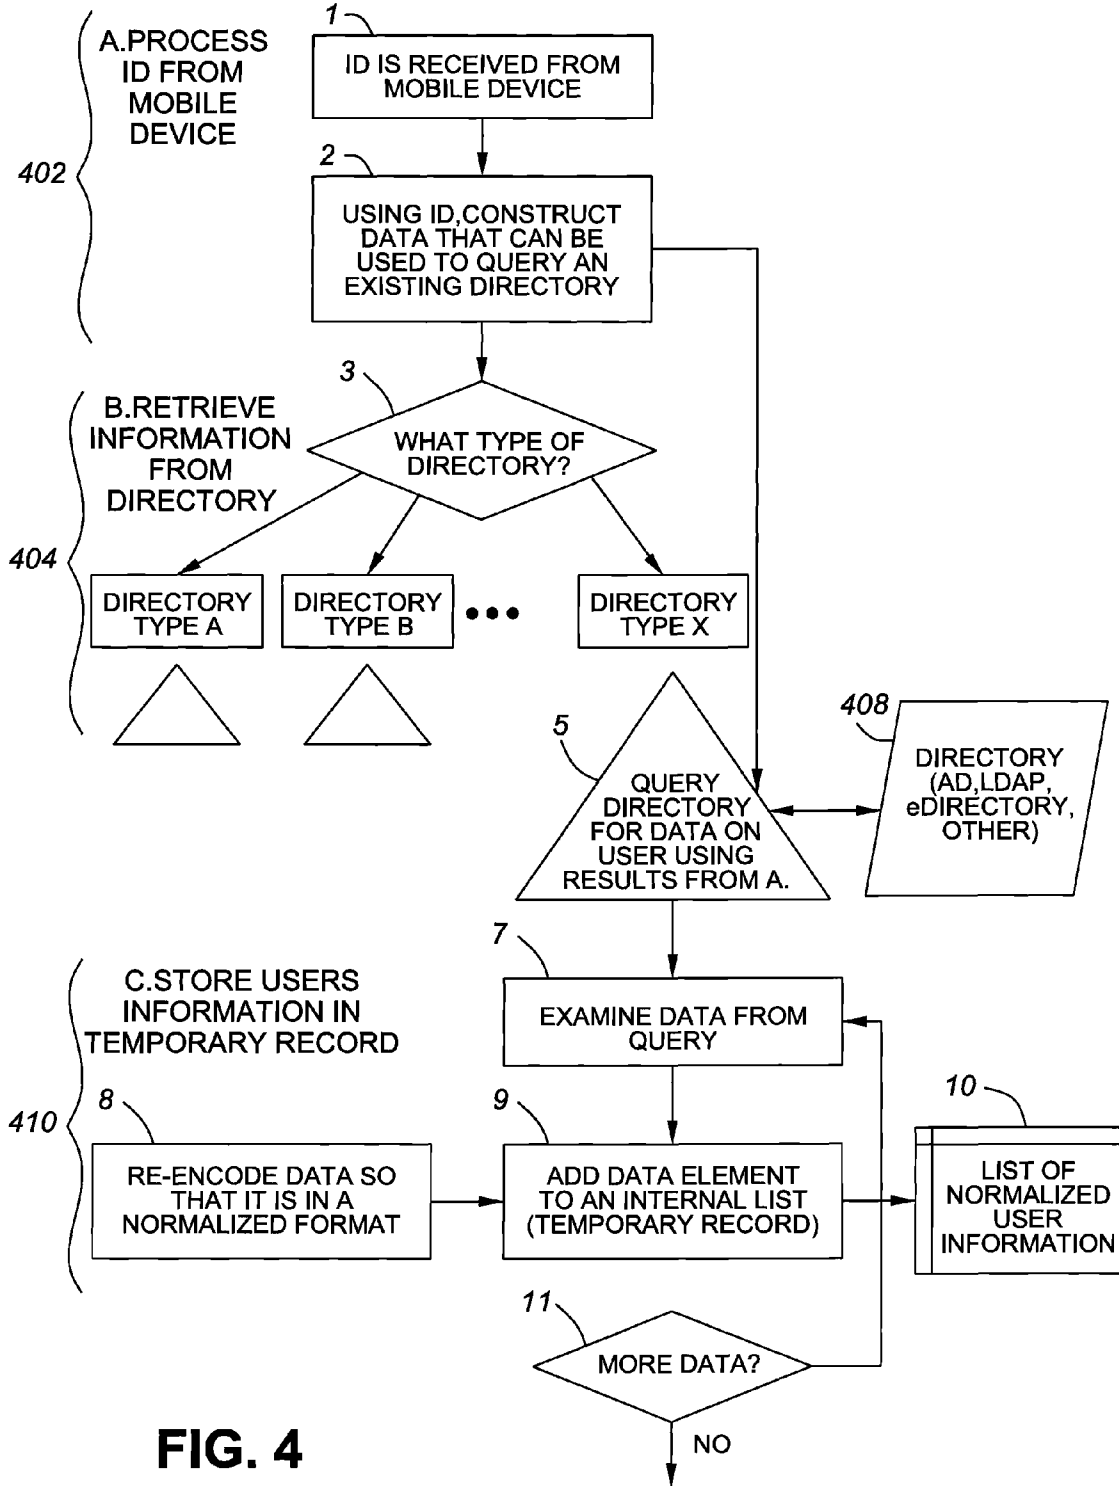 1
A.PROCESS
ID FROM
MOBILE
DEVICE
402
ID IS RECEIVED FROM
MOBILE DEVICE
2
USING ID,CONSTRUCT
DATA THAT CAN BE
USED TO QUERY AN
EXISTING DIRECTORY
3
B.RETRIEVE
INFORMATION
FROM
DIRECTORY
404
WHAT TYPE OF
DIRECTORY?
DIRECTORY
TYPE A
DIRECTORY
TYPE B
DIRECTORY
TYPE X
5
QUERY
DIRECTORY
FOR DATA ON
USER USING
RESULTS FROM A.
408
DIRECTORY
(AD,LDAP,
eDIRECTORY,
OTHER)
7
C.STORE USERS
INFORMATION IN
TEMPORARY RECORD
410
EXAMINE DATA FROM
QUERY
8
RE-ENCODE DATA SO
THAT IT IS IN A
NORMALIZED FORMAT
9
ADD DATA ELEMENT
TO AN INTERNAL LIST
(TEMPORARY RECORD)
10
LIST OF
NORMALIZED
USER
INFORMATION
11
MORE DATA?
NO
FIG. 4